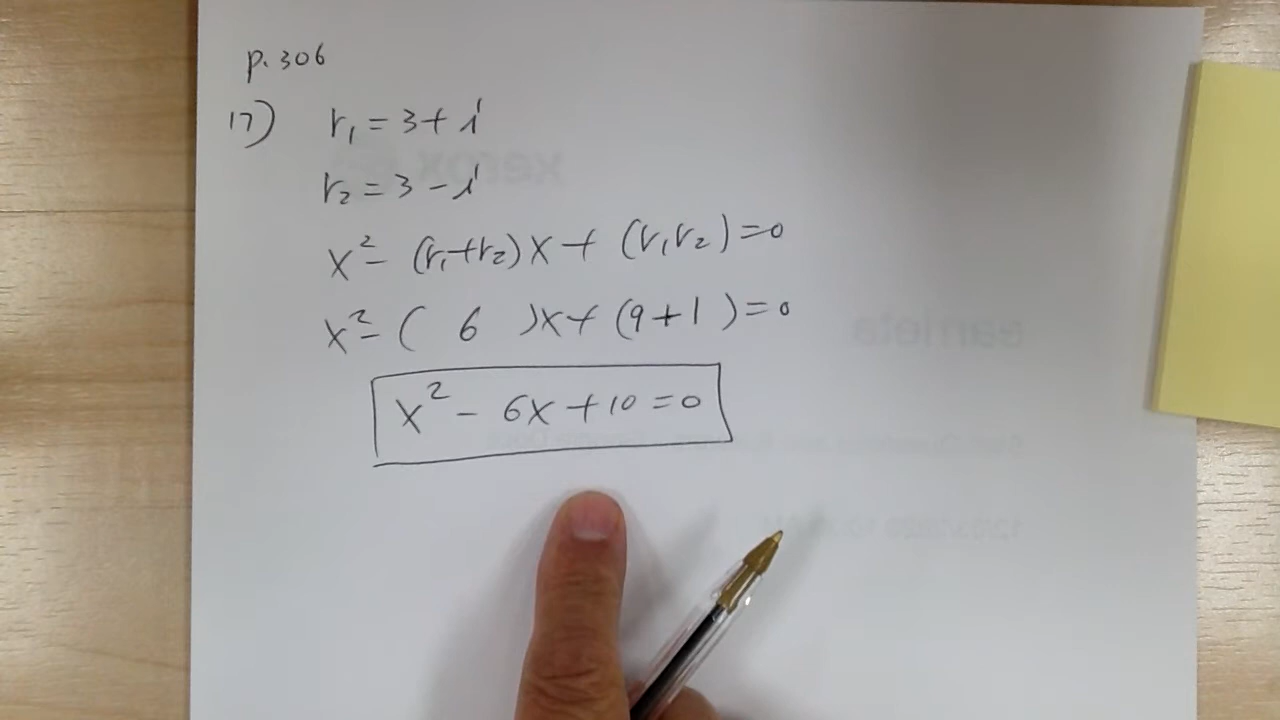 p. 306
17) r₁ = 3 + i
r₂ = 3 - i
x² - (r₁+r₂)x + (r₁r₂) = 0
x² - ( 6 )x + (9 + 1) = 0
x² - 6x + 10 = 0